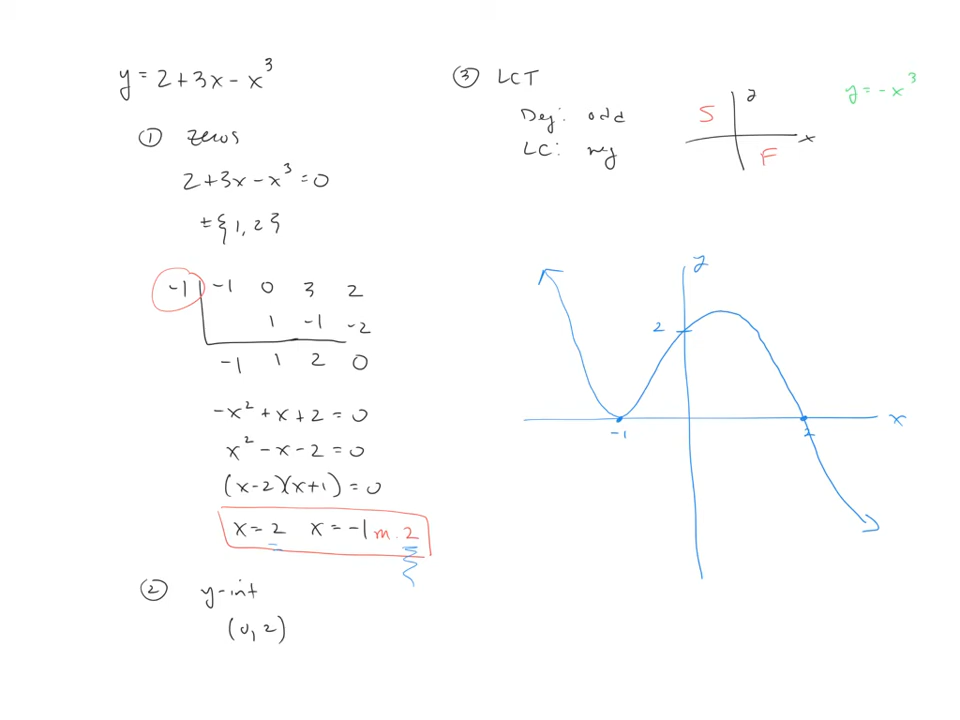 y = 2 + 3x - x³
① zeros
2 + 3x - x³ = 0
± {1, 2}
-1 | -1 0 3 2
1 -1 -2
-1 1 2 0
-x² + x + 2 = 0
x² - x - 2 = 0
(x-2)(x+1) = 0
x = 2 x = -1 m. 2
② y-int
(0, 2)
③ LCT
Deg: odd
LC: neg
S
F
y
x
y = -x³
y
2
-1
2
x